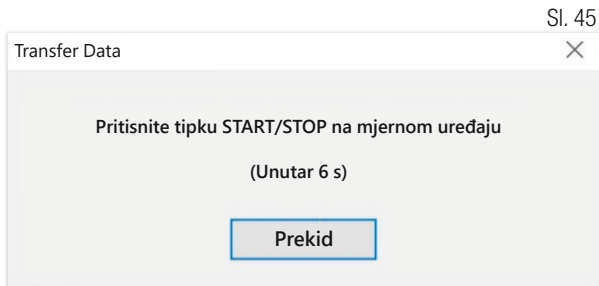 Sl. 45
Transfer Data
Pritisnite tipku START/STOP na mjernom uređaju
(Unutar 6 s)
Prekid